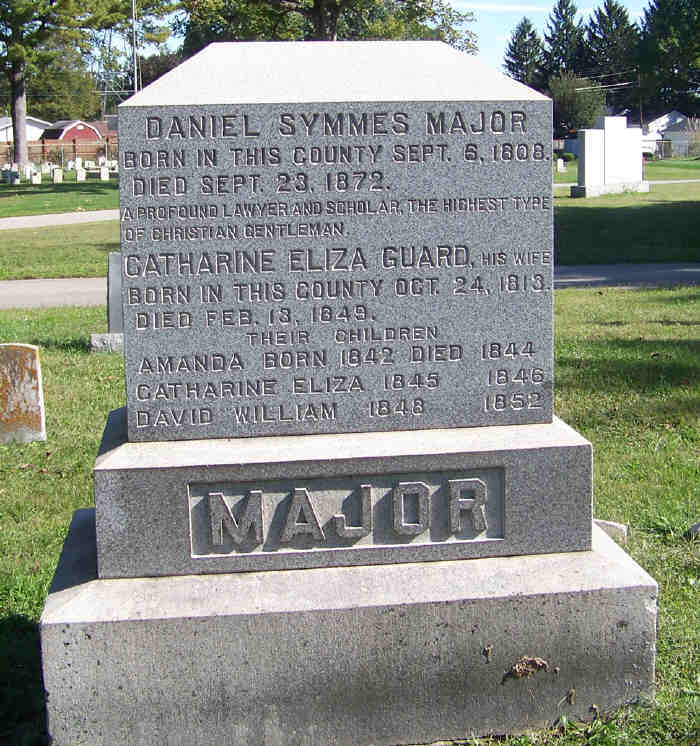 DANIEL SYMMES MAJOR
BORN IN THIS COUNTY SEPT. 6, 1808.
DIED SEPT. 23, 1872.
A PROFOUND LAWYER AND SCHOLAR, THE HIGHEST TYPE
OF CHRISTIAN GENTLEMAN.
CATHARINE ELIZA GUARD, HIS WIFE
BORN IN THIS COUNTY OCT. 24, 1813.
DIED FEB. 13, 1849.
THEIR CHILDREN
AMANDA BORN 1842 DIED 1844
CATHARINE ELIZA 1845 1846
DAVID WILLIAM 1848 1852
MAJOR